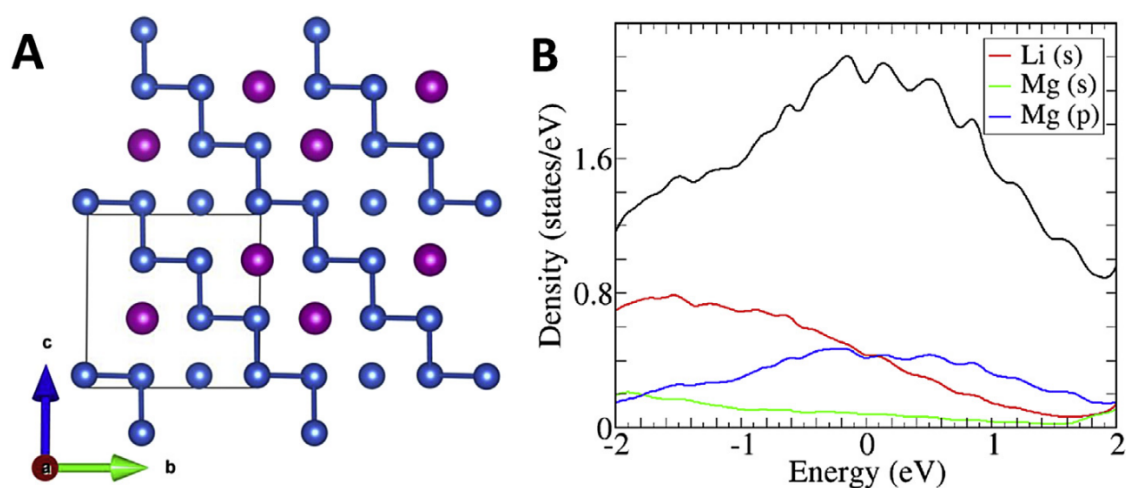 A
c
a
b
B
Li (s)
Mg (s)
Mg (p)
Density (states/eV)
1.6
0.8
0
-2
-1
0
1
2
Energy (eV)